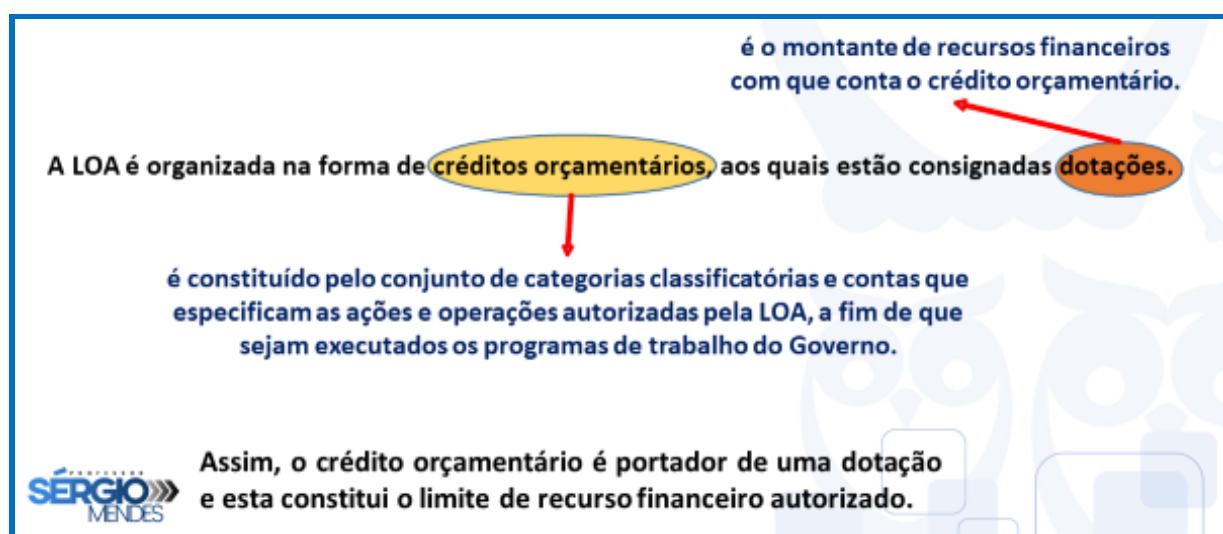 é o montante de recursos financeiros
com que conta o crédito orçamentário.
A LOA é organizada na forma de créditos orçamentários, aos quais estão consignadas dotações.
é constituído pelo conjunto de categorias classificatórias e contas que
especificam as ações e operações autorizadas pela LOA, a fim de que
sejam executados os programas de trabalho do Governo.
Assim, o crédito orçamentário é portador de uma dotação
e esta constitui o limite de recurso financeiro autorizado.
PROFESSOR
SÉRGIO
MENDES